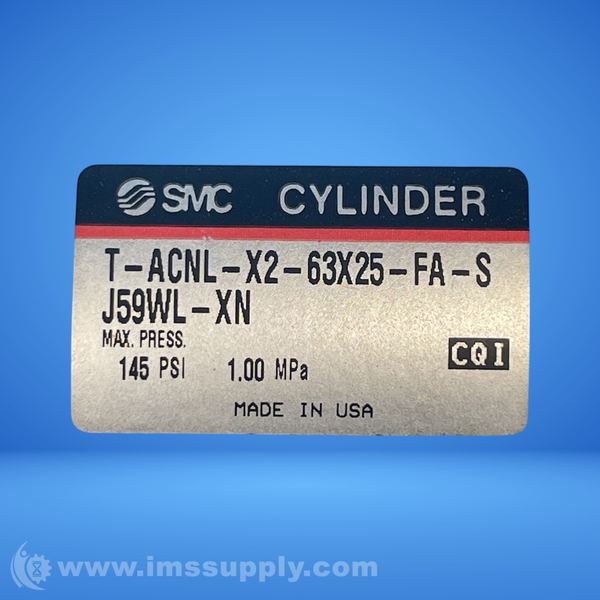 SMC CYLINDER
T-ACNL-X2-63X25-FA-S
J59WL-XN
MAX. PRESS.
145 PSI 1.00 MPa
CQI
MADE IN USA
www.imssupply.com